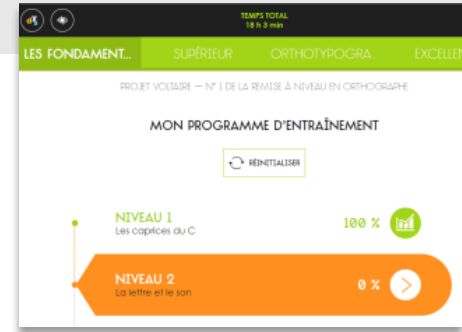 TEMPS TOTAL
18 h 3 min
LES FONDAMENT... SUPÉRIEUR ORTHOTYPOGRA... EXCELLEN
PROJET VOLTAIRE — N° 1 DE LA REMISE À NIVEAU EN ORTHOGRAPHE
MON PROGRAMME D'ENTRAÎNEMENT
RÉINITIALISER
NIVEAU 1
Les caprices du C
100 %
NIVEAU 2
La lettre et le son
0 %